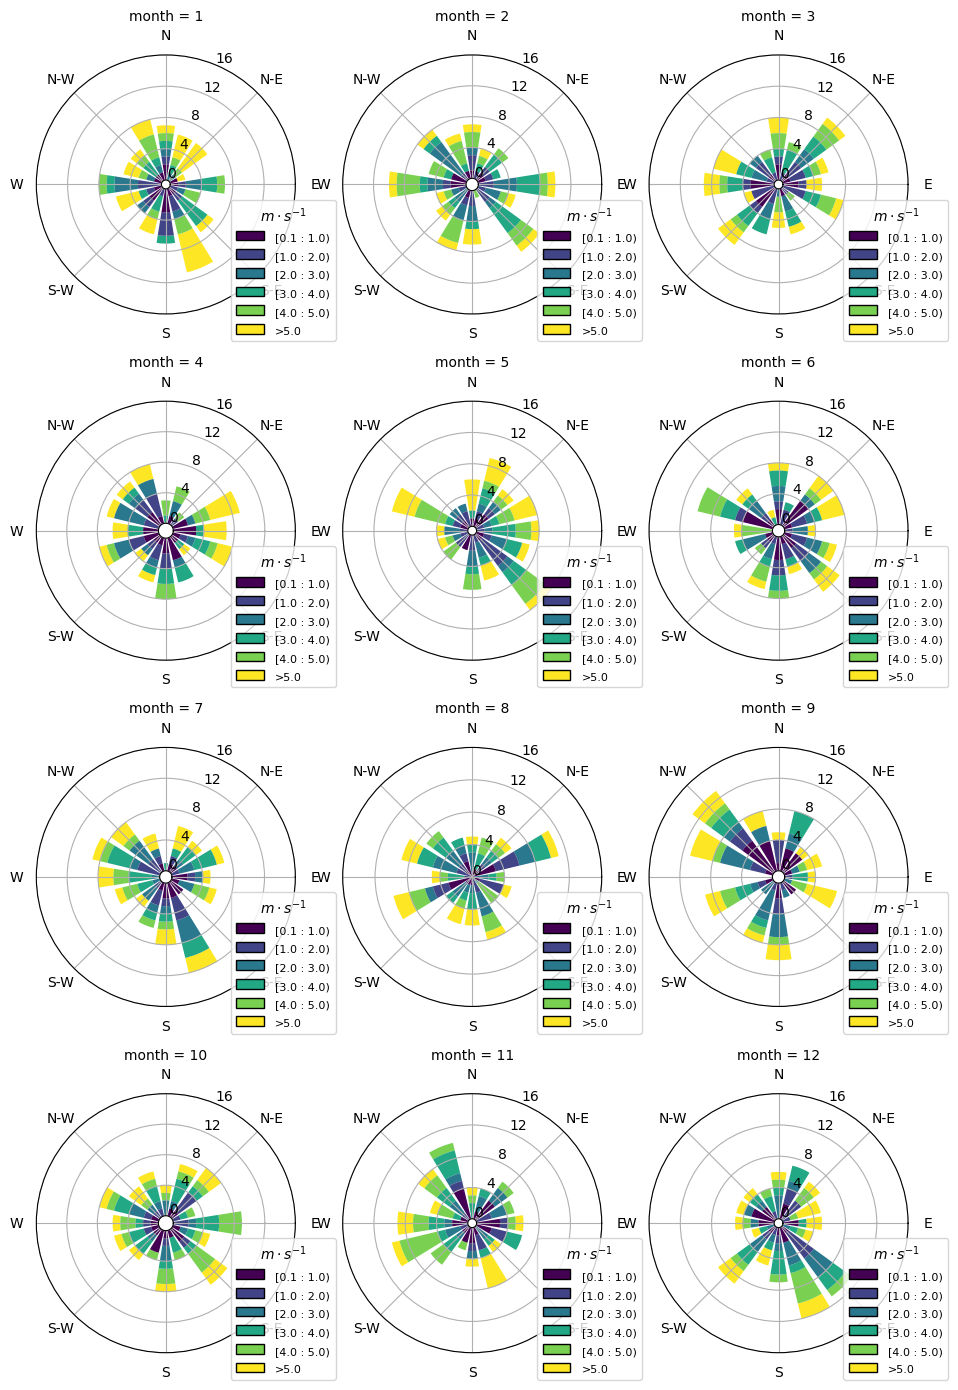 month = 1
N
N-W
N-E
16
12
8
4
0
W
E
S-W
S-E
S
m · s⁻¹
[0.1 : 1.0)
[1.0 : 2.0)
[2.0 : 3.0)
[3.0 : 4.0)
[4.0 : 5.0)
>5.0
month = 2
N
N-W
N-E
16
12
8
4
0
W
E
S-W
S-E
S
m · s⁻¹
[0.1 : 1.0)
[1.0 : 2.0)
[2.0 : 3.0)
[3.0 : 4.0)
[4.0 : 5.0)
>5.0
month = 3
N
N-W
N-E
16
12
8
4
0
W
E
S-W
S-E
S
m · s⁻¹
[0.1 : 1.0)
[1.0 : 2.0)
[2.0 : 3.0)
[3.0 : 4.0)
[4.0 : 5.0)
>5.0
month = 4
N
N-W
N-E
16
12
8
4
0
W
E
S-W
S-E
S
m · s⁻¹
[0.1 : 1.0)
[1.0 : 2.0)
[2.0 : 3.0)
[3.0 : 4.0)
[4.0 : 5.0)
>5.0
month = 5
N
N-W
N-E
16
12
8
4
0
W
E
S-W
S-E
S
m · s⁻¹
[0.1 : 1.0)
[1.0 : 2.0)
[2.0 : 3.0)
[3.0 : 4.0)
[4.0 : 5.0)
>5.0
month = 6
N
N-W
N-E
16
12
8
4
0
W
E
S-W
S-E
S
m · s⁻¹
[0.1 : 1.0)
[1.0 : 2.0)
[2.0 : 3.0)
[3.0 : 4.0)
[4.0 : 5.0)
>5.0
month = 7
N
N-W
N-E
16
12
8
4
0
W
E
S-W
S-E
S
m · s⁻¹
[0.1 : 1.0)
[1.0 : 2.0)
[2.0 : 3.0)
[3.0 : 4.0)
[4.0 : 5.0)
>5.0
month = 8
N
N-W
N-E
16
12
8
4
0
W
E
S-W
S-E
S
m · s⁻¹
[0.1 : 1.0)
[1.0 : 2.0)
[2.0 : 3.0)
[3.0 : 4.0)
[4.0 : 5.0)
>5.0
month = 9
N
N-W
N-E
16
12
8
4
0
W
E
S-W
S-E
S
m · s⁻¹
[0.1 : 1.0)
[1.0 : 2.0)
[2.0 : 3.0)
[3.0 : 4.0)
[4.0 : 5.0)
>5.0
month = 10
N
N-W
N-E
16
12
8
4
0
W
E
S-W
S-E
S
m · s⁻¹
[0.1 : 1.0)
[1.0 : 2.0)
[2.0 : 3.0)
[3.0 : 4.0)
[4.0 : 5.0)
>5.0
month = 11
N
N-W
N-E
16
12
8
4
0
W
E
S-W
S-E
S
m · s⁻¹
[0.1 : 1.0)
[1.0 : 2.0)
[2.0 : 3.0)
[3.0 : 4.0)
[4.0 : 5.0)
>5.0
month = 12
N
N-W
N-E
16
12
8
4
0
W
E
S-W
S-E
S
m · s⁻¹
[0.1 : 1.0)
[1.0 : 2.0)
[2.0 : 3.0)
[3.0 : 4.0)
[4.0 : 5.0)
>5.0